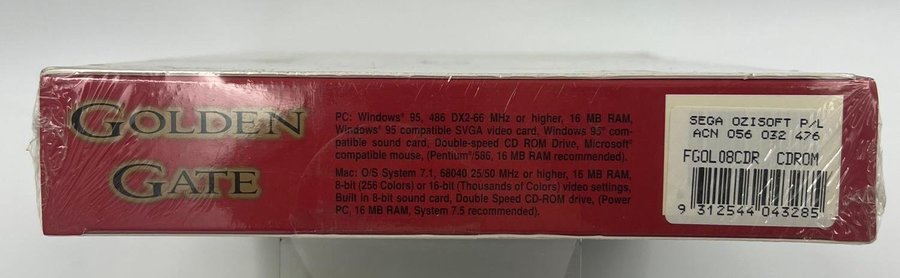 GOLDEN
GATE
PC: Windows® 95, 486 DX2-66 MHz or higher, 16 MB RAM,
Windows® 95 compatible SVGA video card, Windows 95® com-
patible sound card, Double-speed CD ROM Drive, Microsoft®
compatible mouse, (Pentium®/586, 16 MB RAM recommended).
Mac: O/S System 7.1, 68040 25/50 MHz or higher, 16 MB RAM,
8-bit (256 Colors) or 16-bit (Thousands of Colors) video settings,
Built in 8-bit sound card, Double Speed CD-ROM drive, (Power
PC, 16 MB RAM, System 7.5 recommended).
SEGA OZISOFT P/L
ACN 056 032 476
FGOL08CDR CDROM
9 312544 043285